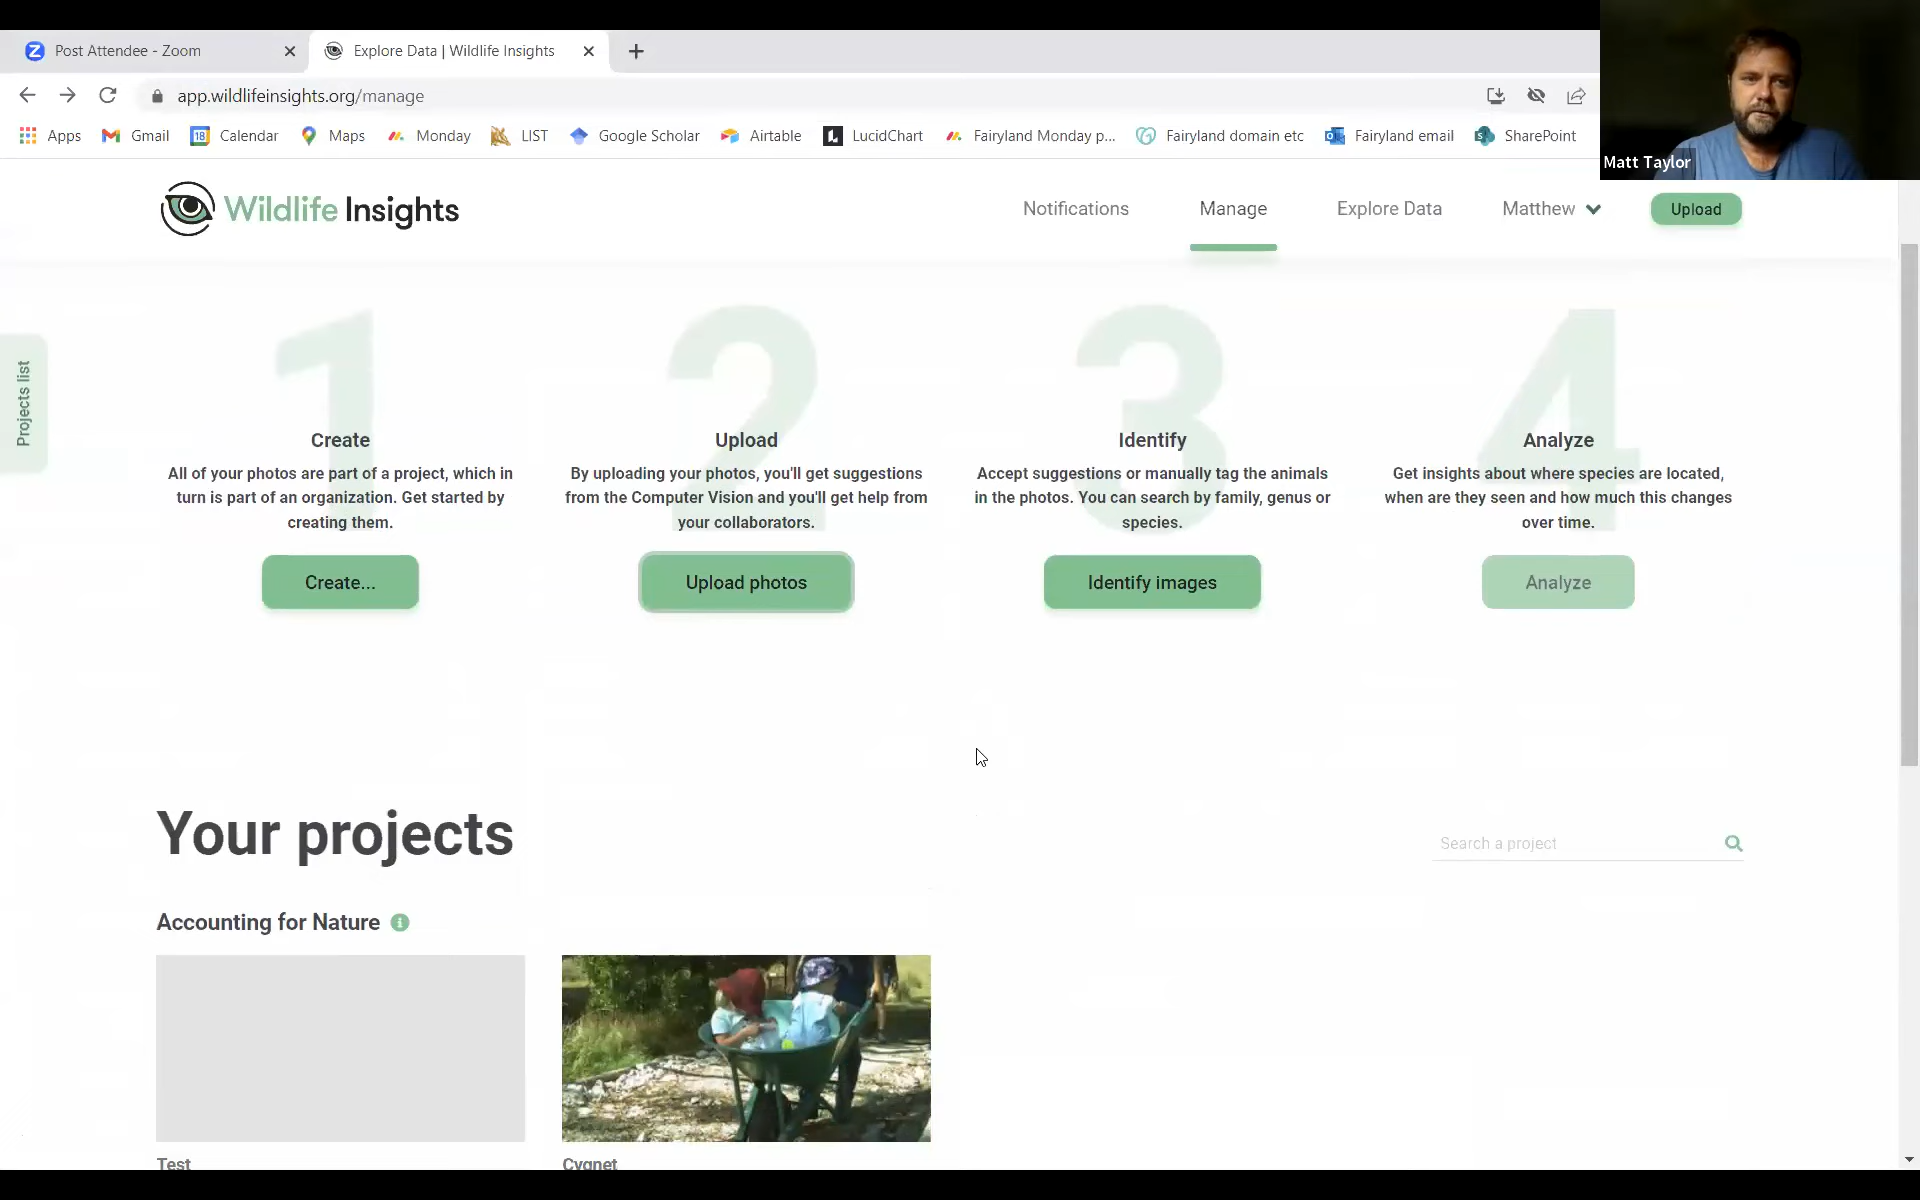 Post Attendee - Zoom
Explore Data | Wildlife Insights
app.wildlifeinsights.org/manage
Apps
Gmail
18
Calendar
Maps
Monday
LIST
Google Scholar
Airtable
LucidChart
Fairyland Monday p...
Fairyland domain etc
Fairyland email
SharePoint
Matt Taylor
Wildlife Insights
Notifications
Manage
Explore Data
Matthew
Upload
Projects list
1
Create
All of your photos are part of a project, which in
turn is part of an organization. Get started by
creating them.
Create...
2
Upload
By uploading your photos, you'll get suggestions
from the Computer Vision and you'll get help from
your collaborators.
Upload photos
3
Identify
Accept suggestions or manually tag the animals
in the photos. You can search by family, genus or
species.
Identify images
4
Analyze
Get insights about where species are located,
when are they seen and how much this changes
over time.
Analyze
Your projects
Search a project
Accounting for Nature
Test
Cygnet